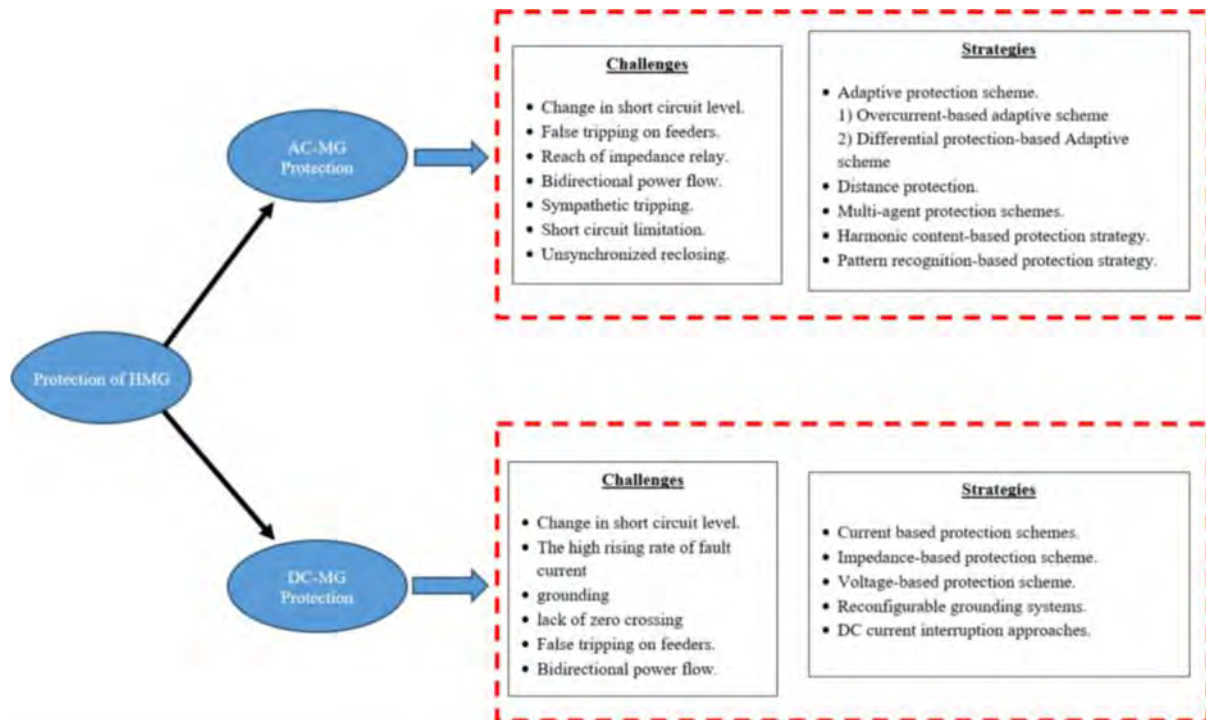 Protection of HMG
AC-MG
Protection
Challenges
• Change in short circuit level.
• False tripping on feeders.
• Reach of impedance relay.
• Bidirectional power flow.
• Sympathetic tripping.
• Short circuit limitation.
• Unsynchronized reclosing.
Strategies
• Adaptive protection scheme.
1) Overcurrent-based adaptive scheme
2) Differential protection-based Adaptive
scheme
• Distance protection.
• Multi-agent protection schemes.
• Harmonic content-based protection strategy.
• Pattern recognition-based protection strategy.
DC-MG
Protection
Challenges
• Change in short circuit level.
• The high rising rate of fault
current
• grounding
• lack of zero crossing
• False tripping on feeders.
• Bidirectional power flow.
Strategies
• Current based protection schemes.
• Impedance-based protection scheme.
• Voltage-based protection scheme.
• Reconfigurable grounding systems.
• DC current interruption approaches.